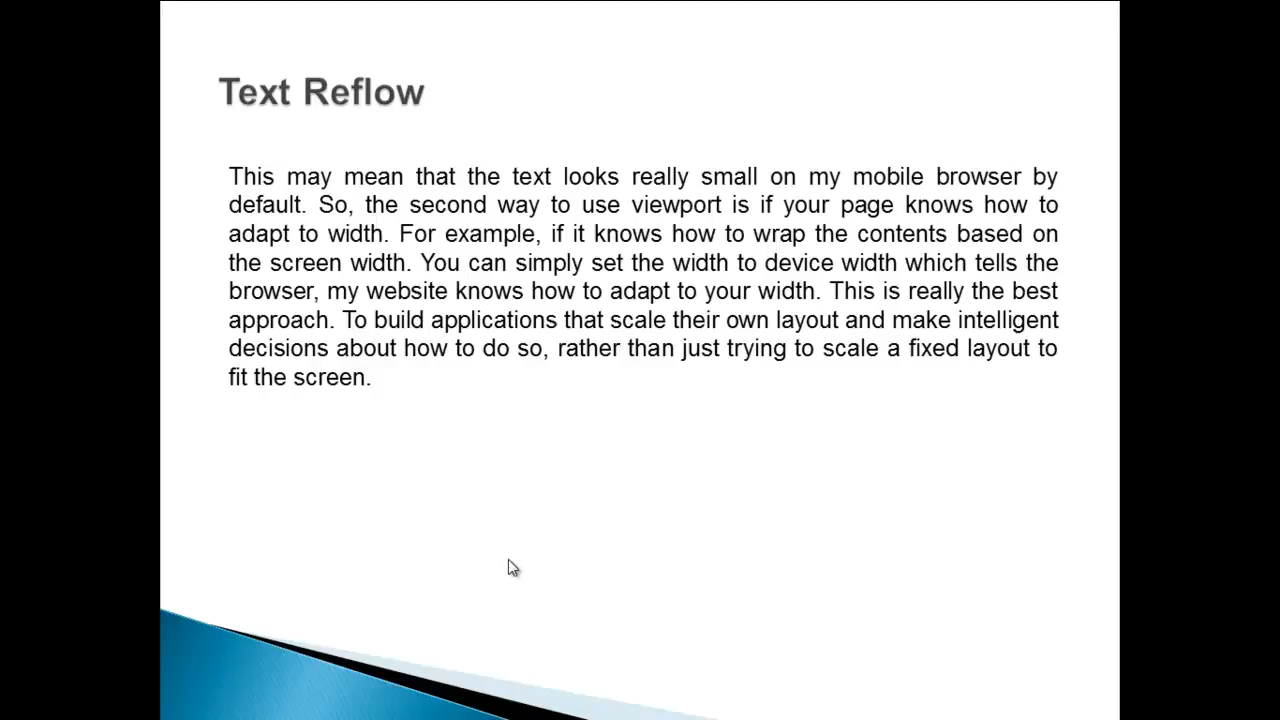 Text Reflow
This may mean that the text looks really small on my mobile browser by
default. So, the second way to use viewport is if your page knows how to
adapt to width. For example, if it knows how to wrap the contents based on
the screen width. You can simply set the width to device width which tells the
browser, my website knows how to adapt to your width. This is really the best
approach. To build applications that scale their own layout and make intelligent
decisions about how to do so, rather than just trying to scale a fixed layout to
fit the screen.